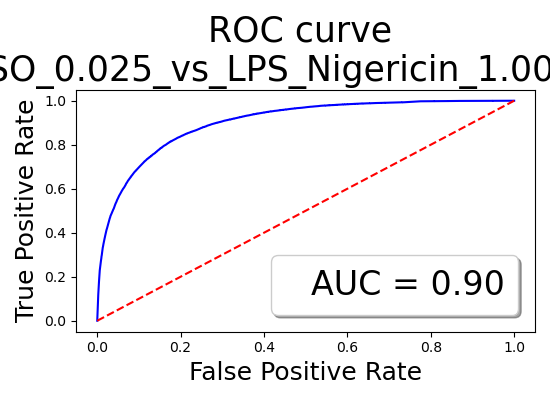 ROC curve
SO_0.025_vs_LPS_Nigericin_1.00
True Positive Rate
1.0
0.8
0.6
0.4
0.2
0.0
AUC = 0.90
0.0 0.2 0.4 0.6 0.8 1.0
False Positive Rate